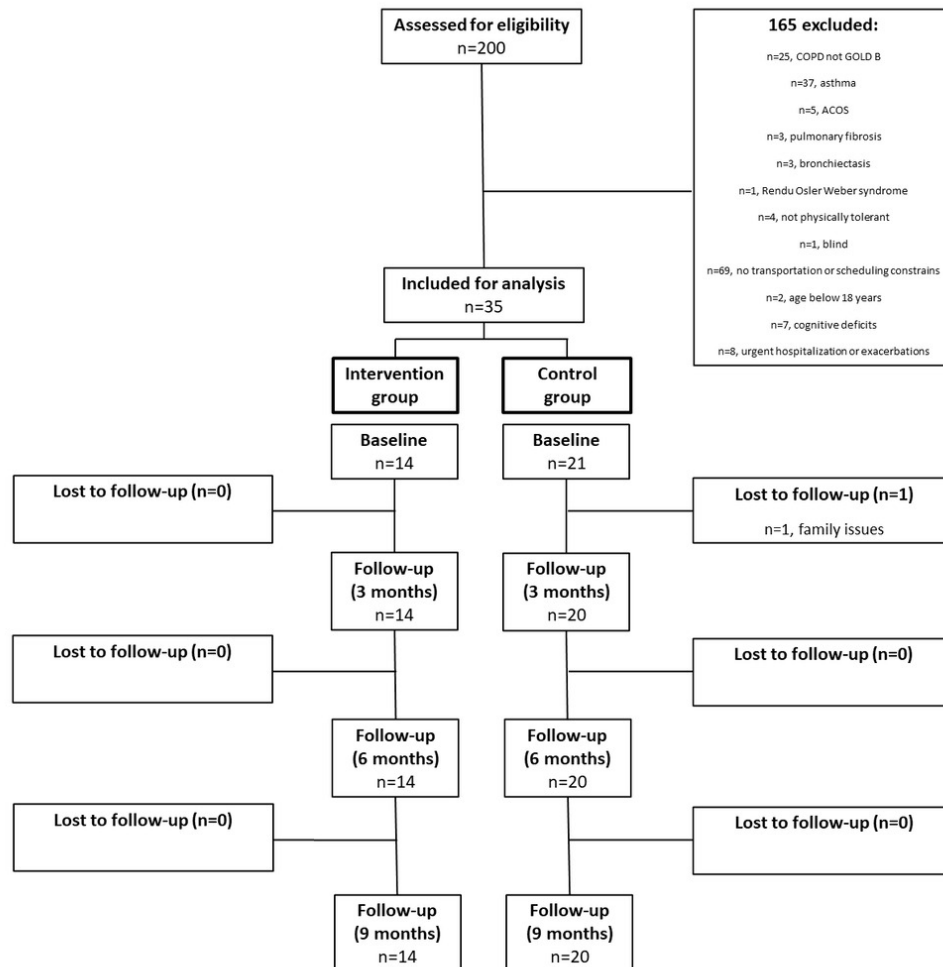 Assessed for eligibility
n=200
165 excluded:
n=25, COPD not GOLD B
n=37, asthma
n=5, ACOS
n=3, pulmonary fibrosis
n=3, bronchiectasis
n=1, Rendu Osler Weber syndrome
n=4, not physically tolerant
n=1, blind
n=69, no transportation or scheduling constrains
n=2, age below 18 years
n=7, cognitive deficits
n=8, urgent hospitalization or exacerbations
Included for analysis
n=35
Intervention
group
Control
group
Baseline
n=14
Baseline
n=21
Lost to follow-up (n=0)
Lost to follow-up (n=1)
n=1, family issues
Follow-up
(3 months)
n=14
Follow-up
(3 months)
n=20
Lost to follow-up (n=0)
Lost to follow-up (n=0)
Follow-up
(6 months)
n=14
Follow-up
(6 months)
n=20
Lost to follow-up (n=0)
Lost to follow-up (n=0)
Follow-up
(9 months)
n=14
Follow-up
(9 months)
n=20